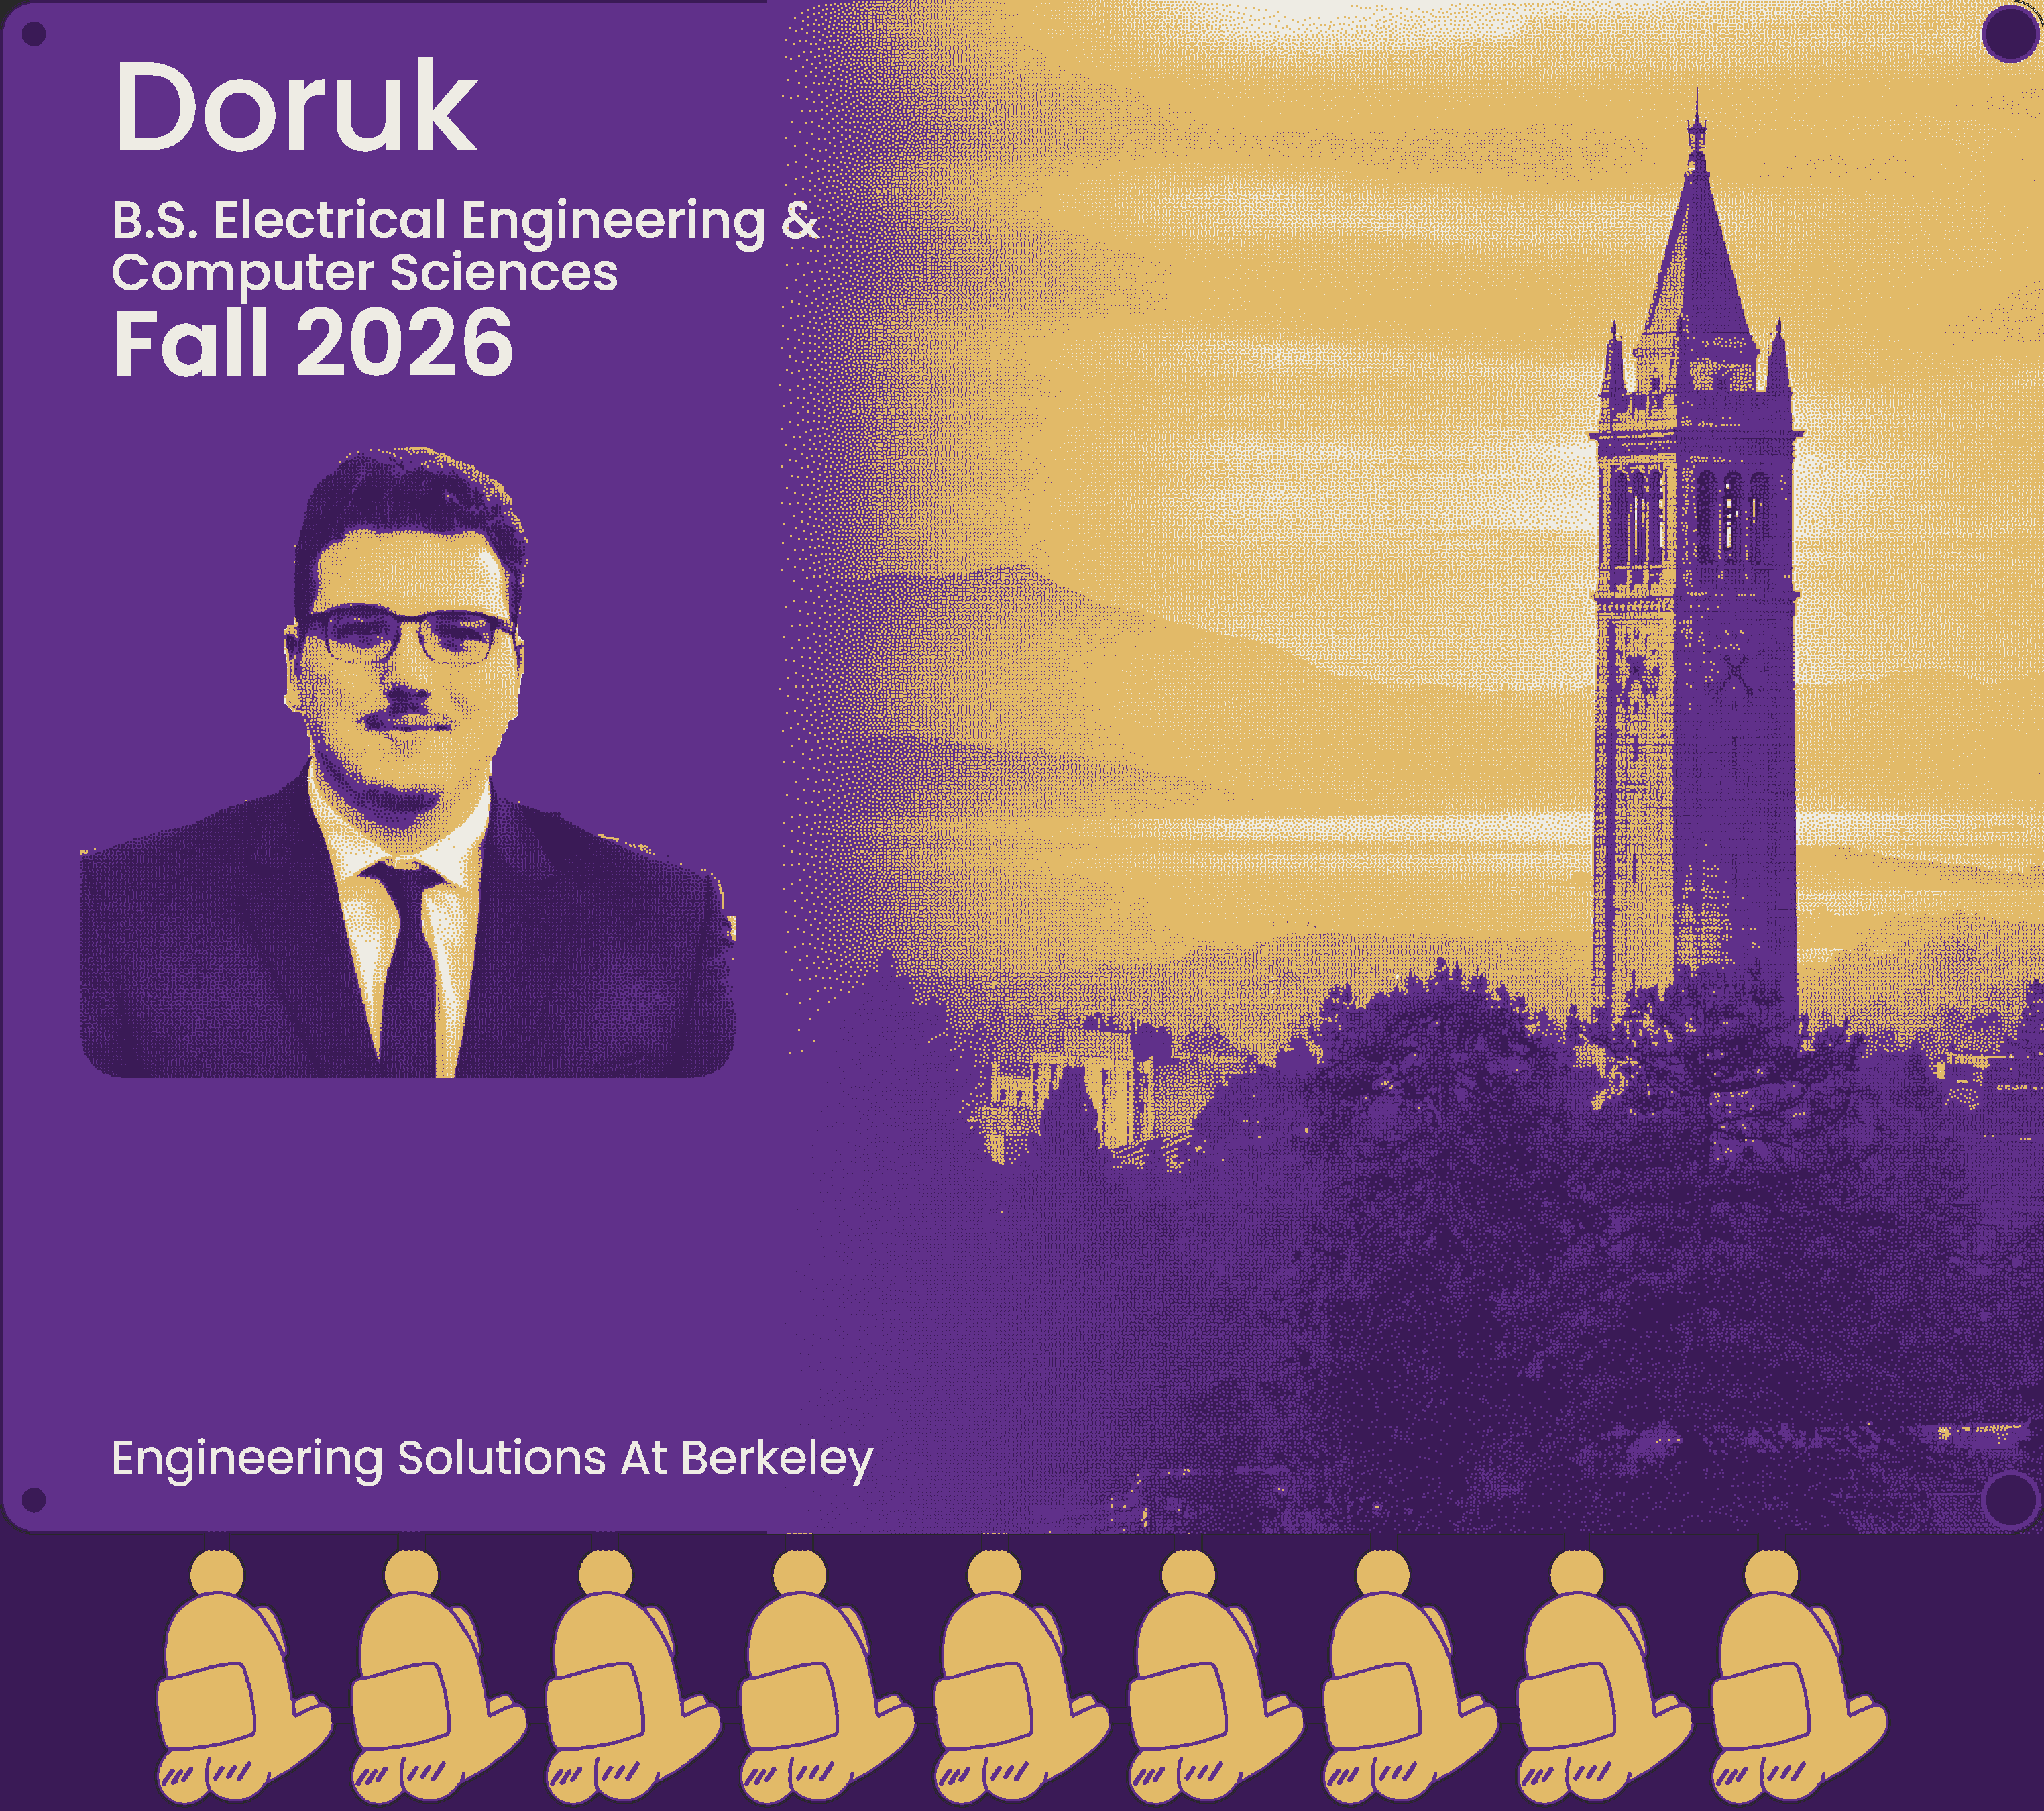 Doruk
B.S. Electrical Engineering &
Computer Sciences
Fall 2026
Engineering Solutions At Berkeley